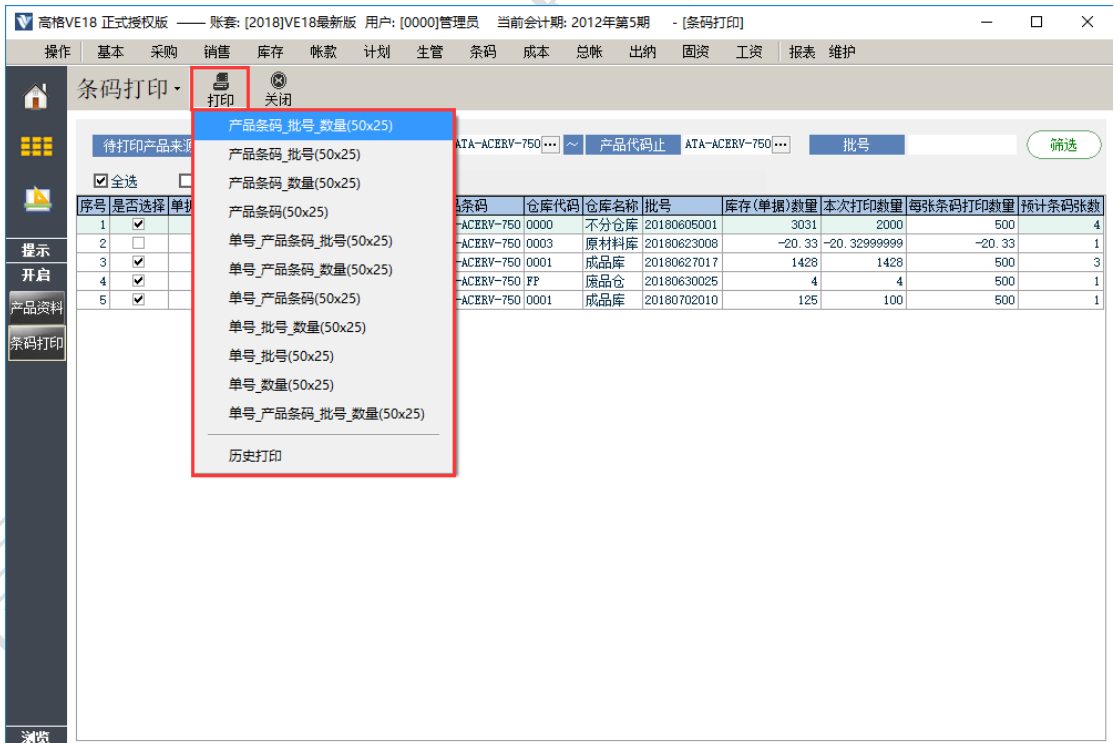 高格VE18 正式授权版 —— 账套: [2018]VE18最新版 用户: [0000]管理员 当前会计期: 2012年第5期 - [条码打印]
操作 基本 采购 销售 库存 帐款 计划 生管 条码 成本 总帐 出纳 固资 工资 报表 维护
条码打印 打印 关闭
待打印产品来源 ATA-ACERV-750 ... ~ 产品代码止 ATA-ACERV-750 ... 批号 筛选
全选
序号 是否选择 单据 条码 仓库代码 仓库名称 批号 库存(单据)数量 本次打印数量 每张条码打印数量 预计条码张数
1 -ACERV-750 0000 不分仓库 20180605001 3031 2000 500 4
2 -ACERV-750 0003 原材料库 20180623008 -20.33 -20.32999999 -20.33 1
3 -ACERV-750 0001 成品库 20180627017 1428 1428 500 3
4 -ACERV-750 FP 废品仓 20180630025 4 4 500 1
5 -ACERV-750 0001 成品库 20180702010 125 100 500 1
产品条码_批号_数量(50x25)
产品条码_批号(50x25)
产品条码_数量(50x25)
产品条码(50x25)
单号_产品条码_批号(50x25)
单号_产品条码_数量(50x25)
单号_产品条码(50x25)
单号_批号_数量(50x25)
单号_批号(50x25)
单号_数量(50x25)
单号_产品条码_批号_数量(50x25)
历史打印
提示
开启
产品资料
条码打印
浏览